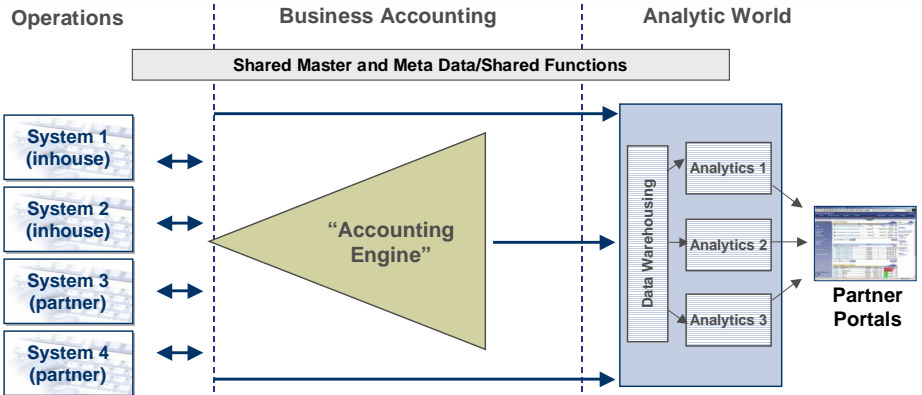 Operations
Business Accounting
Analytic World
Shared Master and Meta Data/Shared Functions
System 1
(inhouse)
System 2
(inhouse)
System 3
(partner)
System 4
(partner)
“Accounting
Engine”
Data Warehousing
Analytics 1
Analytics 2
Analytics 3
Partner
Portals